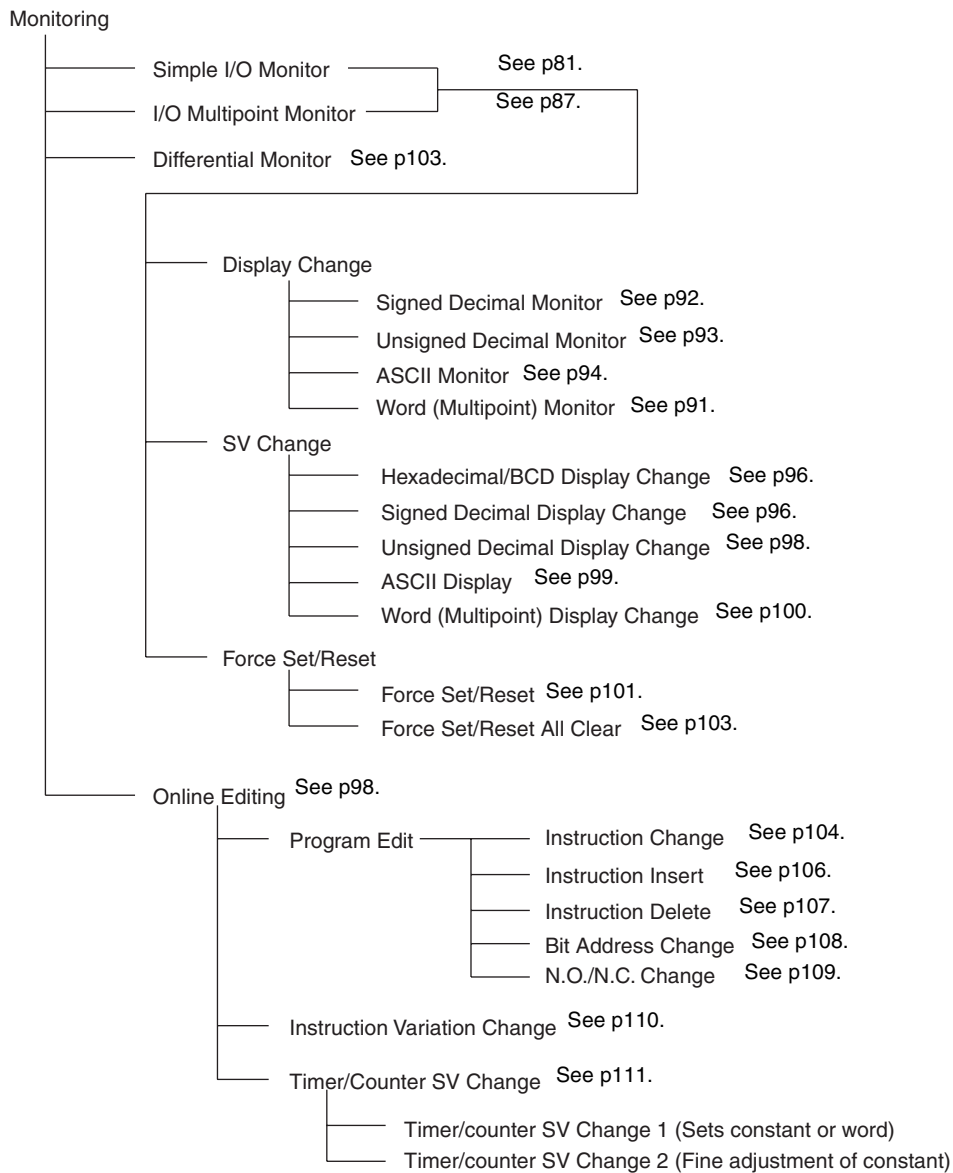 Monitoring
Simple I/O Monitor See p81.
I/O Multipoint Monitor See p87.
Differential Monitor See p103.
Display Change
Signed Decimal Monitor See p92.
Unsigned Decimal Monitor See p93.
ASCII Monitor See p94.
Word (Multipoint) Monitor See p91.
SV Change
Hexadecimal/BCD Display Change See p96.
Signed Decimal Display Change See p96.
Unsigned Decimal Display Change See p98.
ASCII Display See p99.
Word (Multipoint) Display Change See p100.
Force Set/Reset
Force Set/Reset See p101.
Force Set/Reset All Clear See p103.
Online Editing See p98.
Program Edit Instruction Change See p104.
Instruction Insert See p106.
Instruction Delete See p107.
Bit Address Change See p108.
N.O./N.C. Change See p109.
Instruction Variation Change See p110.
Timer/Counter SV Change See p111.
Timer/counter SV Change 1 (Sets constant or word)
Timer/counter SV Change 2 (Fine adjustment of constant)